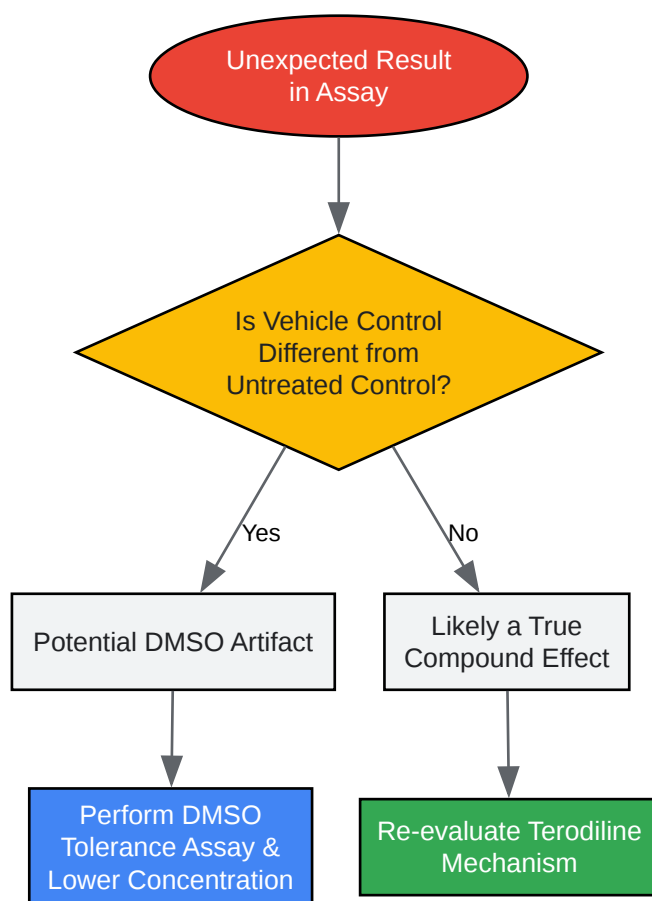 Unexpected Result
in Assay
Is Vehicle Control
Different from
Untreated Control?
Yes
No
Potential DMSO Artifact
Likely a True
Compound Effect
Perform DMSO
Tolerance Assay &
Lower Concentration
Re-evaluate Terodiline
Mechanism